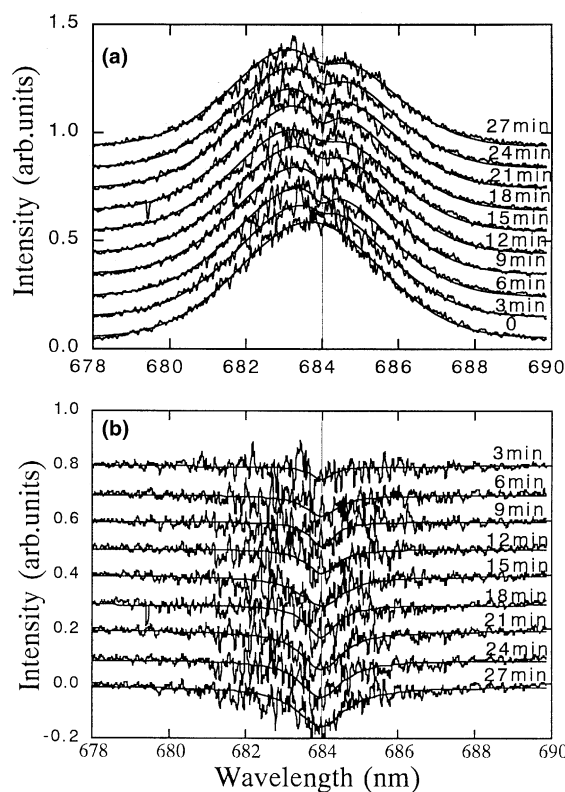 1.5
(a)
1.0
0.5
0.0
Intensity (arb.units)
27min
24min
21min
18min
15min
12min
9min
6min
3min
0
678 680 682 684 686 688 690
1.0
(b)
0.8
0.6
0.4
0.2
0.0
-0.2
Intensity (arb.units)
3min
6min
9min
12min
15min
18min
21min
24min
27min
678 680 682 684 686 688 690
Wavelength (nm)